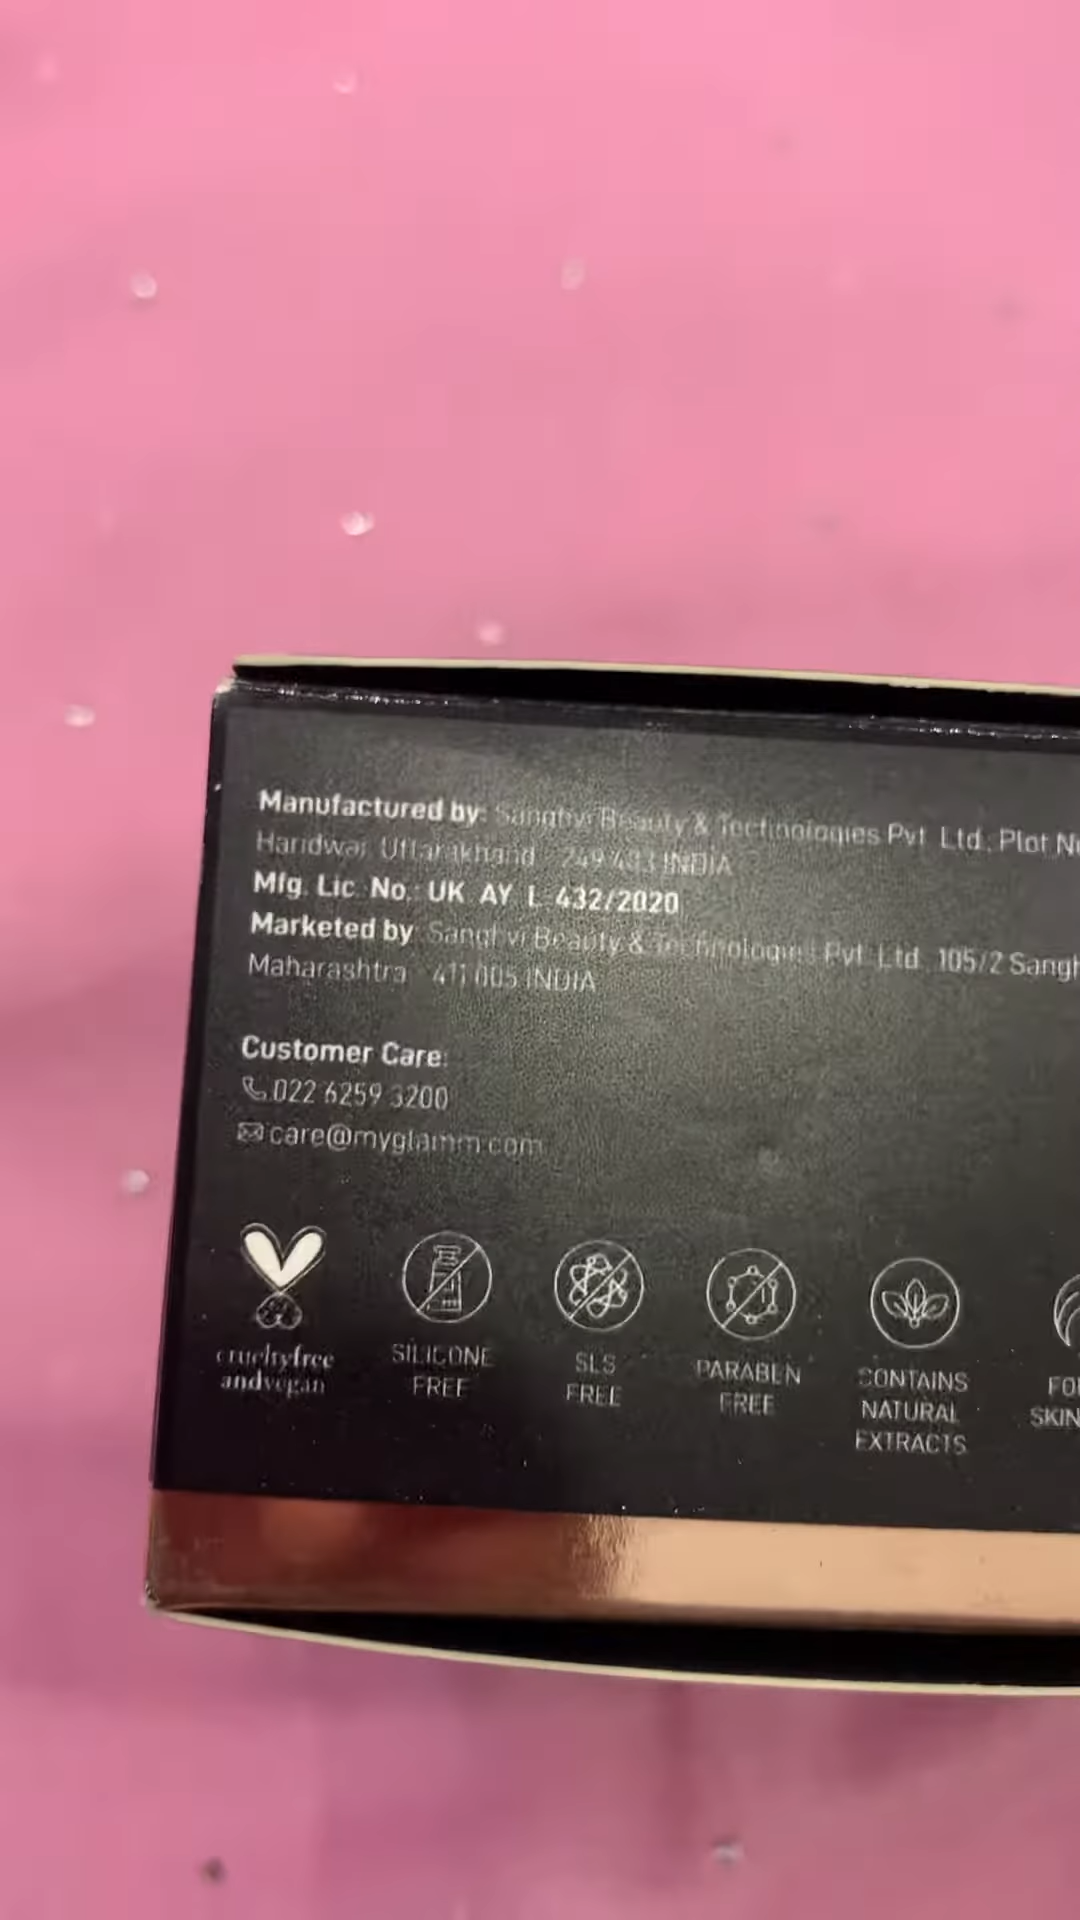 Manufactured by: Sanghvi Beauty & Technologies Pvt. Ltd. Plot
Haridwar, Uttarakhand 249 403 INDIA
Mfg. Lic. No.: UK AY L 432/2020
Marketed by: Sanghvi Beauty & Technologies Pvt. Ltd. 105/2
Maharashtra 411 005 INDIA
Customer Care:
022 6259 3200
care@myglamm.com
crueltyfree
andvegan
SILICONE
FREE
SLS
FREE
PARABEN
FREE
CONTAINS
NATURAL
EXTRACTS